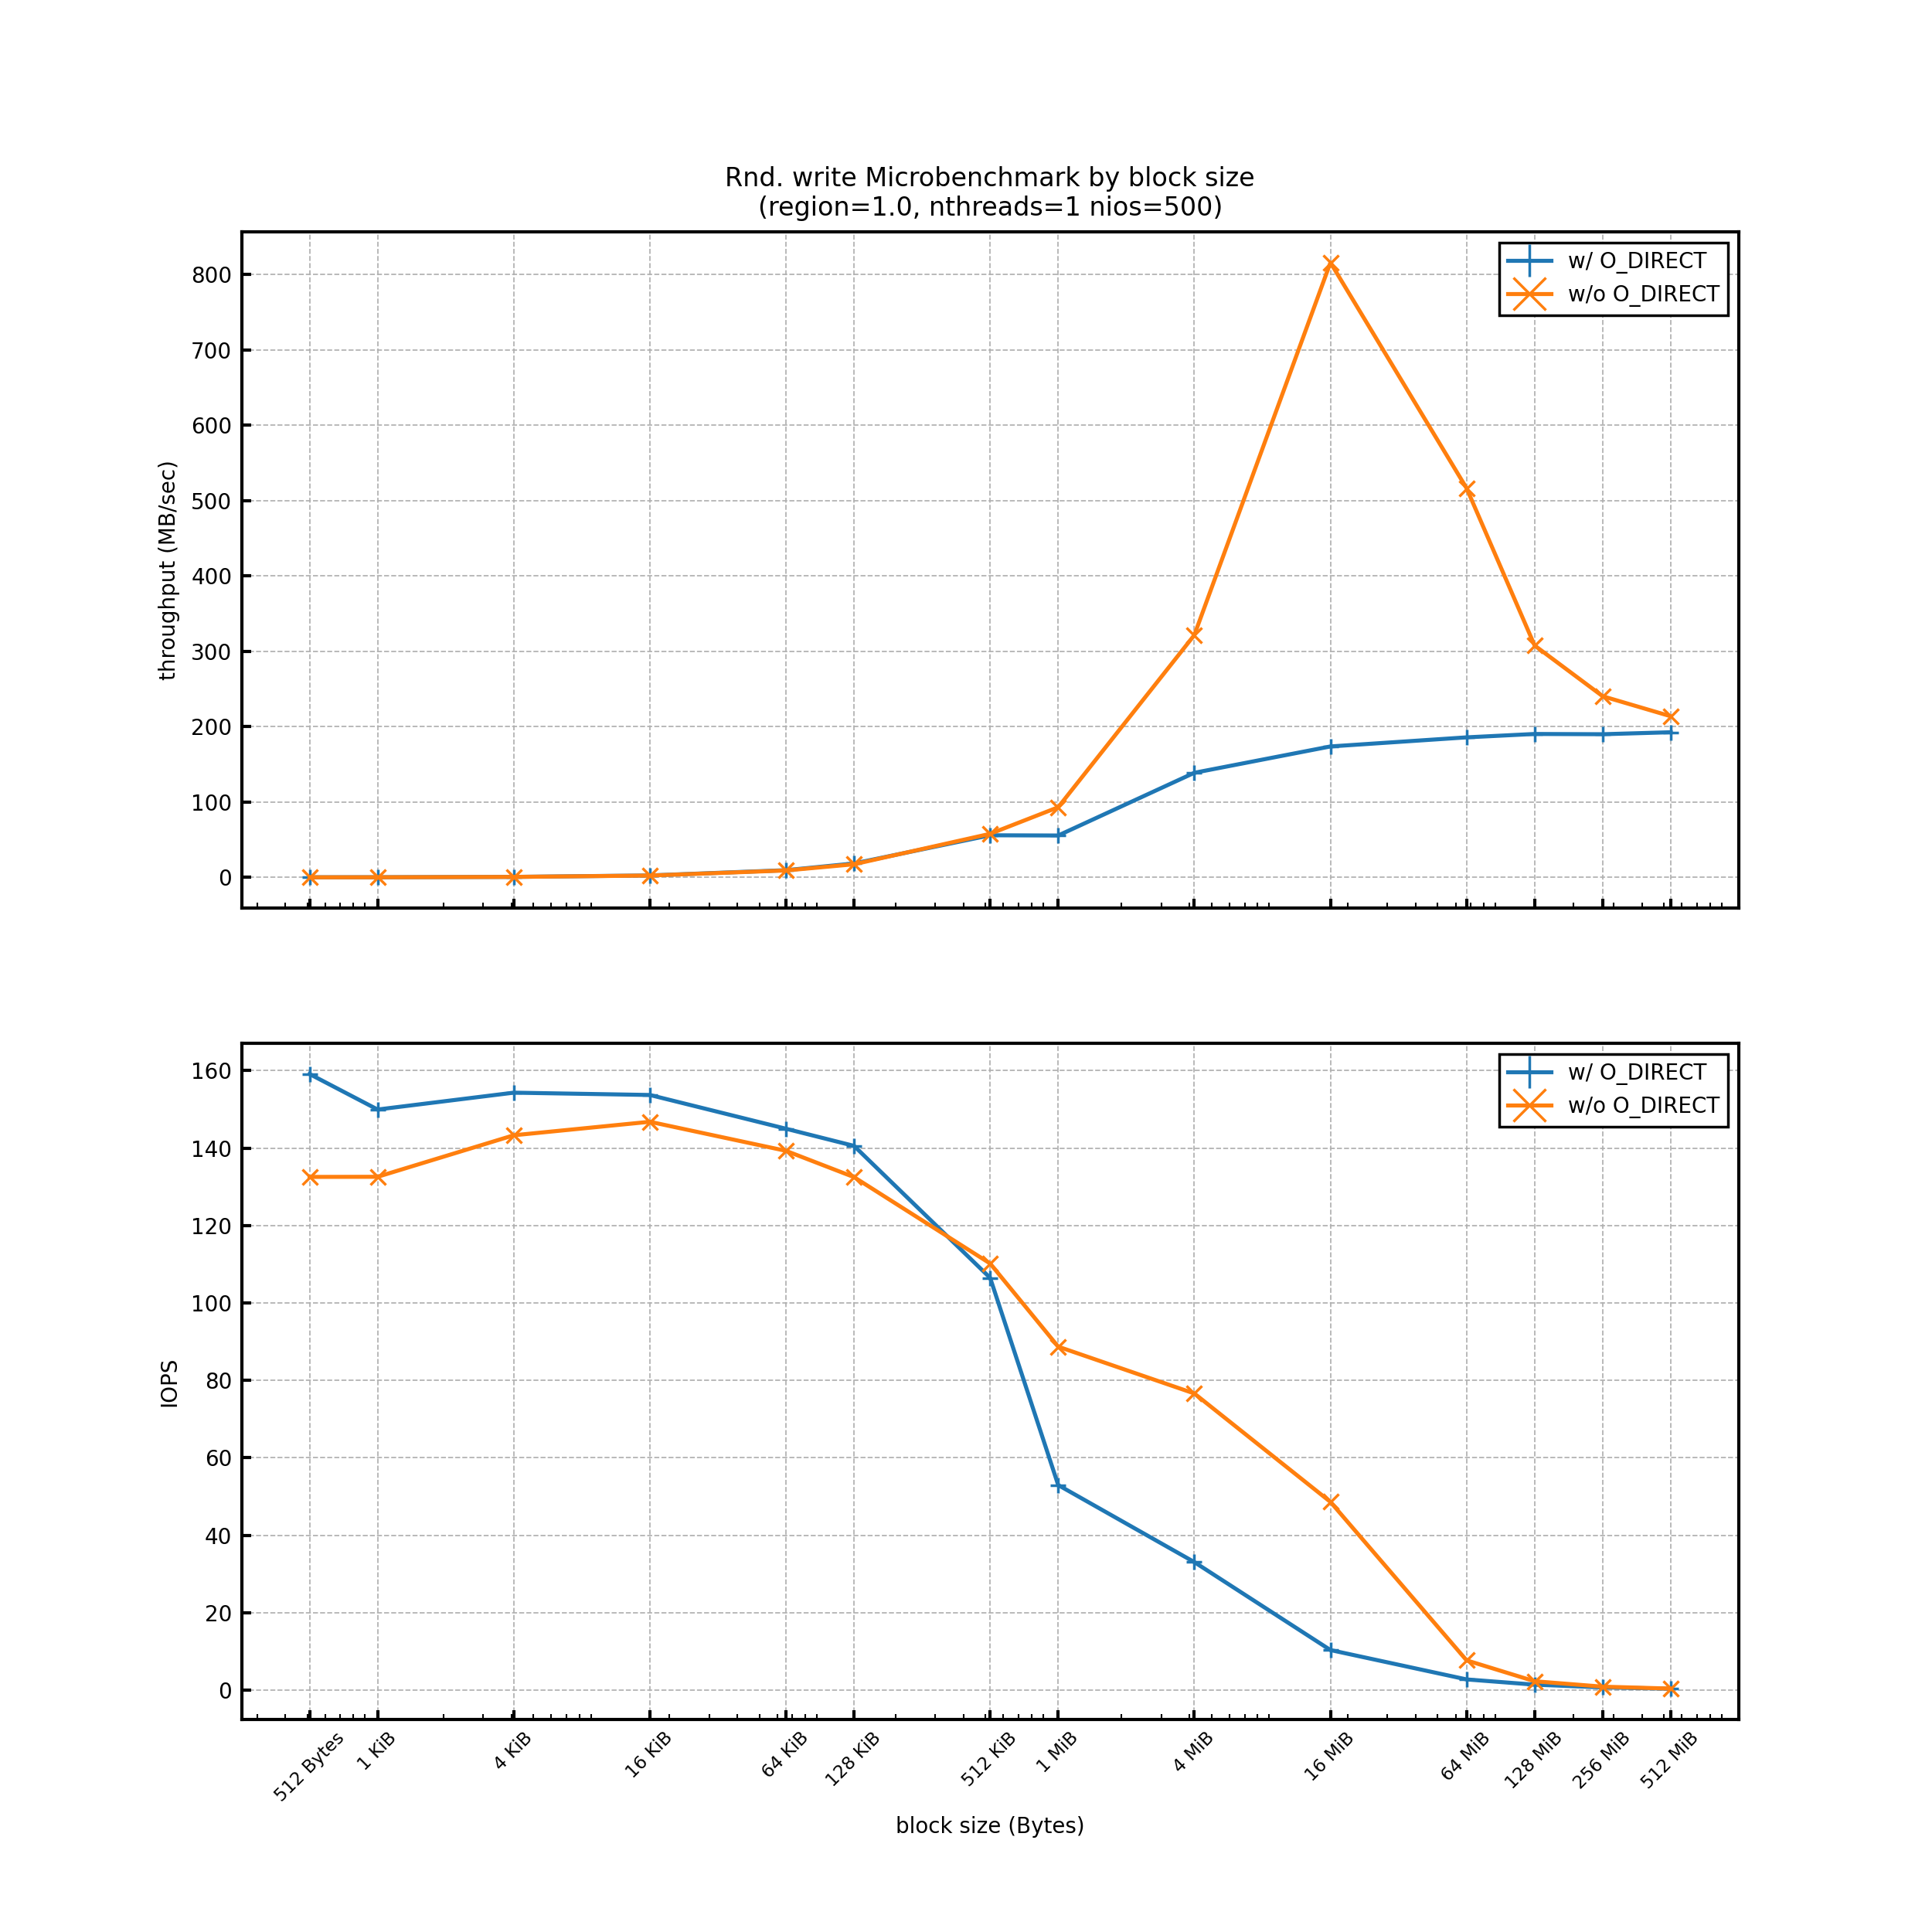 Rnd. write Microbenchmark by block size
(region=1.0, nthreads=1 nios=500)
throughput (MB/sec)
800
700
600
500
400
300
200
100
0
w/ O_DIRECT
w/o O_DIRECT
IOPS
160
140
120
100
80
60
40
20
0
w/ O_DIRECT
w/o O_DIRECT
512 Bytes
1 KiB
4 KiB
16 KiB
64 KiB
128 KiB
512 KiB
1 MiB
4 MiB
16 MiB
64 MiB
128 MiB
256 MiB
512 MiB
block size (Bytes)